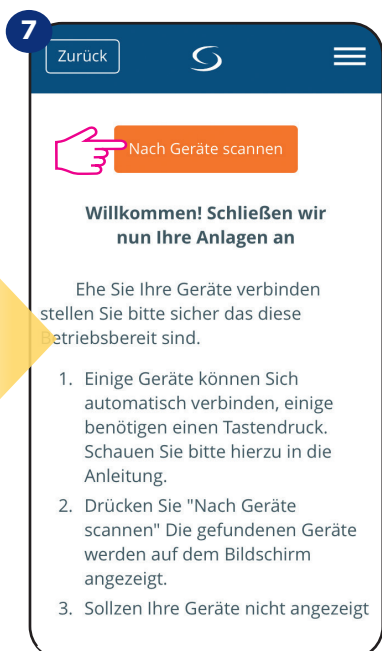 7
Zurück
Nach Geräte scannen
Willkommen! Schließen wir
nun Ihre Anlagen an
Ehe Sie Ihre Geräte verbinden
stellen Sie bitte sicher das diese
Betriebsbereit sind.
1. Einige Geräte können Sich
automatisch verbinden, einige
benötigen einen Tastendruck.
Schauen Sie bitte hierzu in die
Anleitung.
2. Drücken Sie "Nach Geräte
scannen" Die gefundenen Geräte
werden auf dem Bildschirm
angezeigt.
3. Sollzen Ihre Geräte nicht angezeigt